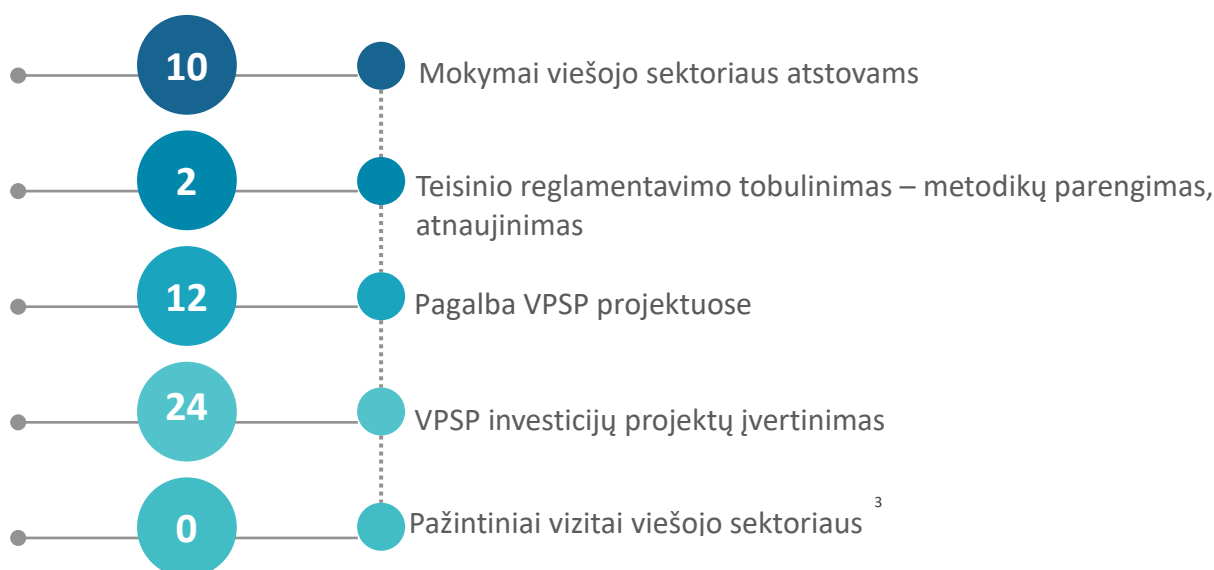 10
Mokymai viešojo sektoriaus atstovams
2
Teisinio reglamentavimo tobulinimas – metodikų parengimas,
atnaujinimas
12
Pagalba VPSP projektuose
24
VPSP investicijų projektų įvertinimas
0
Pažintiniai vizitai viešojo sektoriaus 3